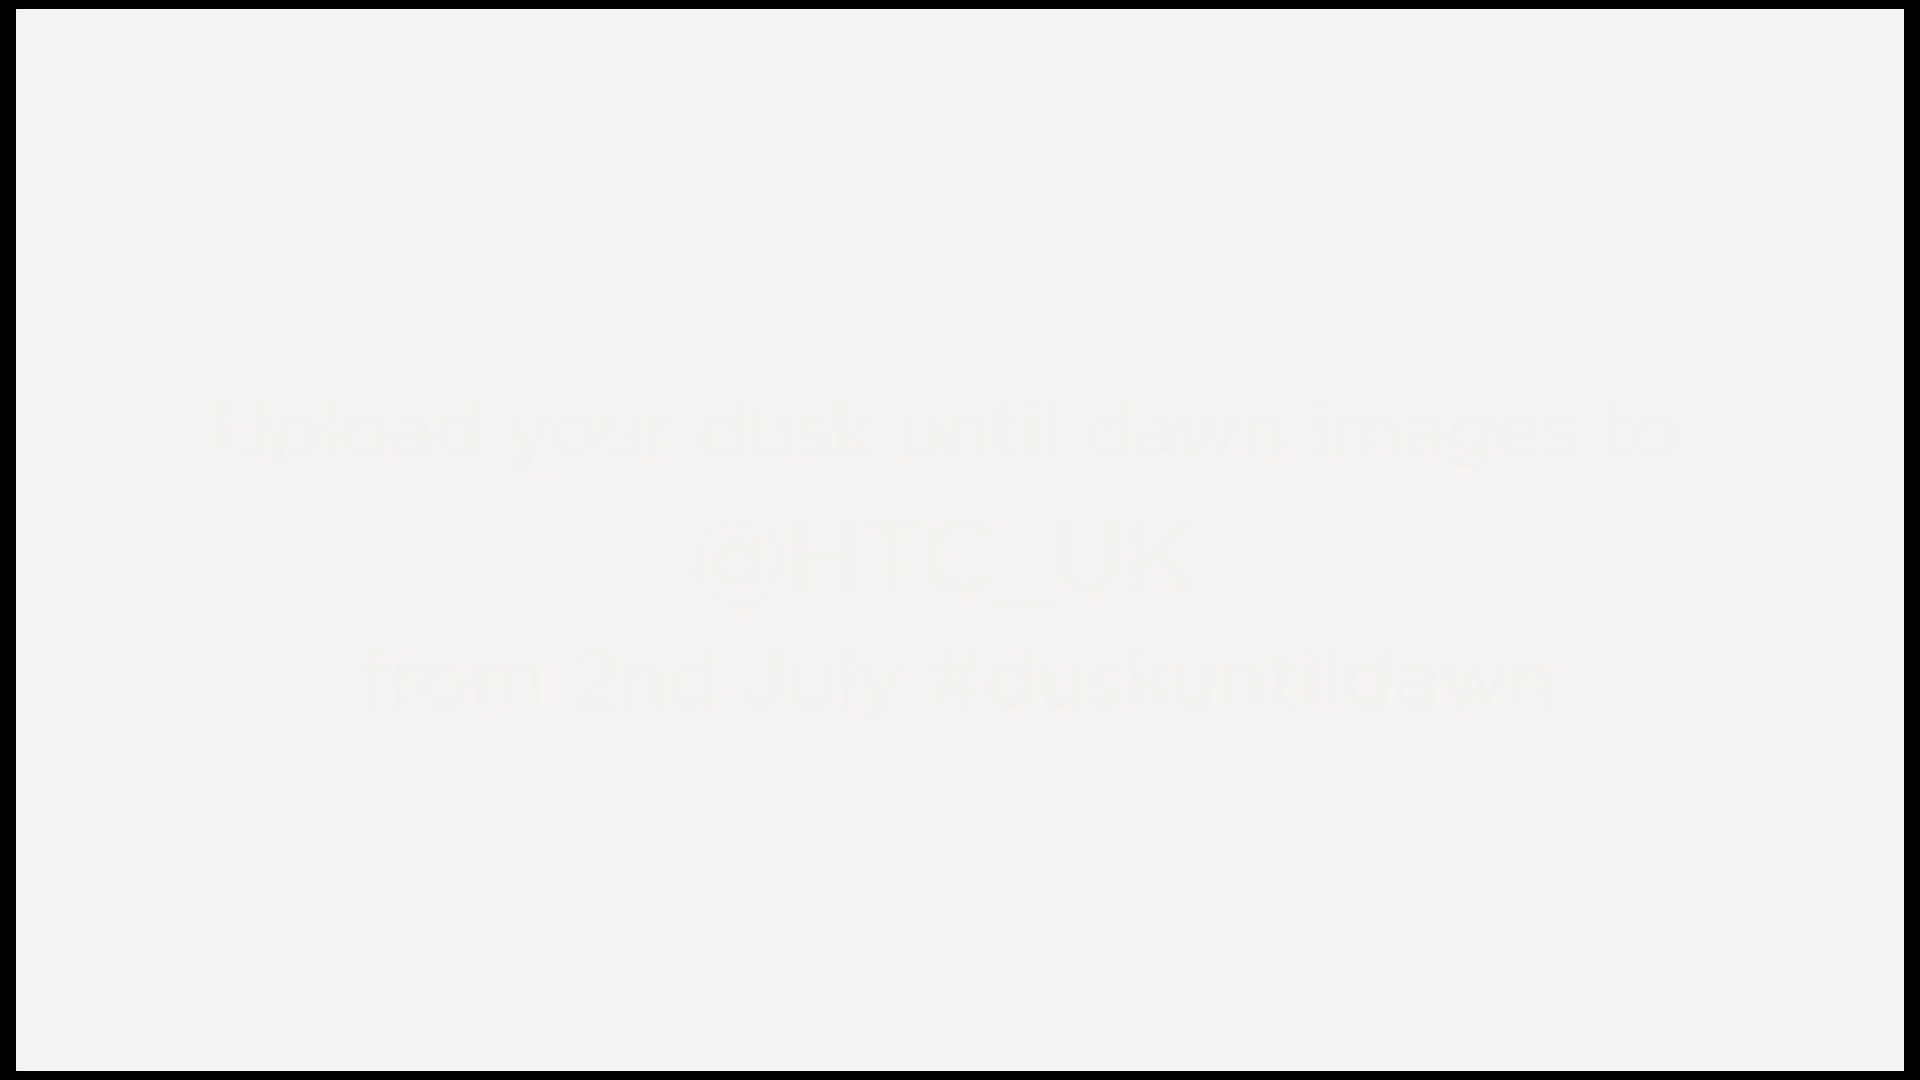 Upload your dusk until dawn images to
@HTC_UK
from 2nd July #duskuntildawn